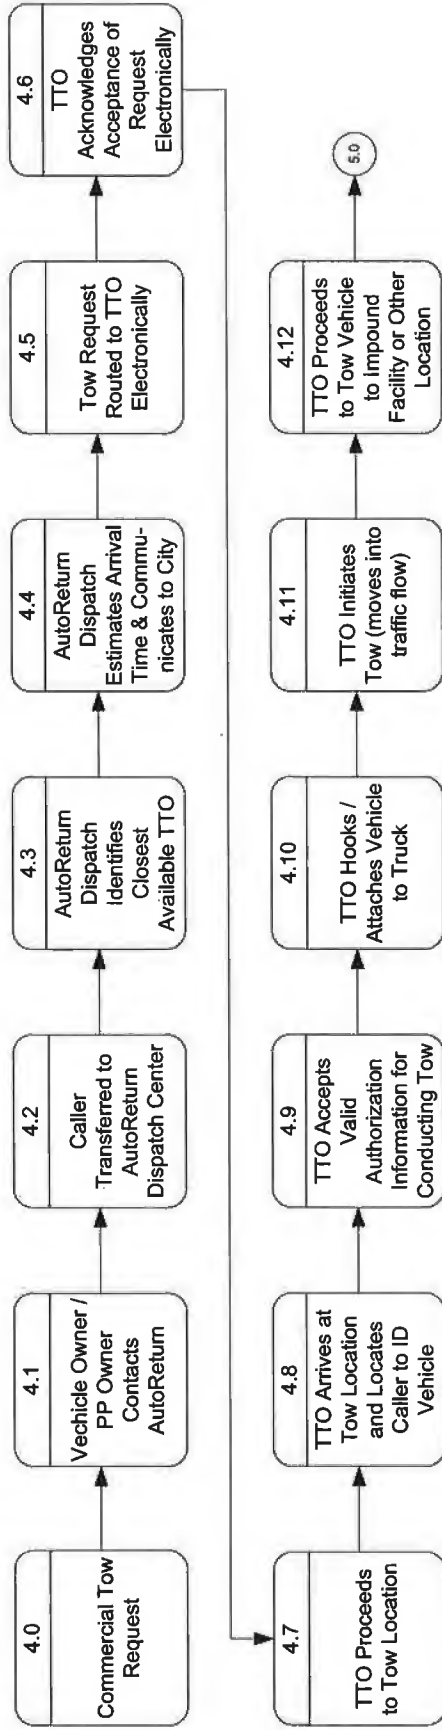 4.0
Commercial Tow
Request
4.1
Vechicle Owner /
PP Owner
Contacts
AutoReturn
4.2
Caller
Transferred to
AutoReturn
Dispatch Center
4.3
AutoReturn
Dispatch
Identifies
Closest
Available TTO
4.4
AutoReturn
Dispatch
Estimates Arrival
Time & Commu-
nicates to City
4.5
Tow Request
Routed to TTO
Electronically
4.6
TTO
Acknowledges
Acceptance of
Request
Electronically
4.7
TTO Proceeds
to Tow Location
4.8
TTO Arrives at
Tow Location
and Locates
Caller to ID
Vehicle
4.9
TTO Accepts
Valid
Authorization
Information for
Conducting Tow
4.10
TTO Hooks /
Attaches Vehicle
to Truck
4.11
TTO Initiates
Tow (moves into
traffic flow)
4.12
TTO Proceeds
to Tow Vehicle
to Impound
Facility or Other
Location
5.0